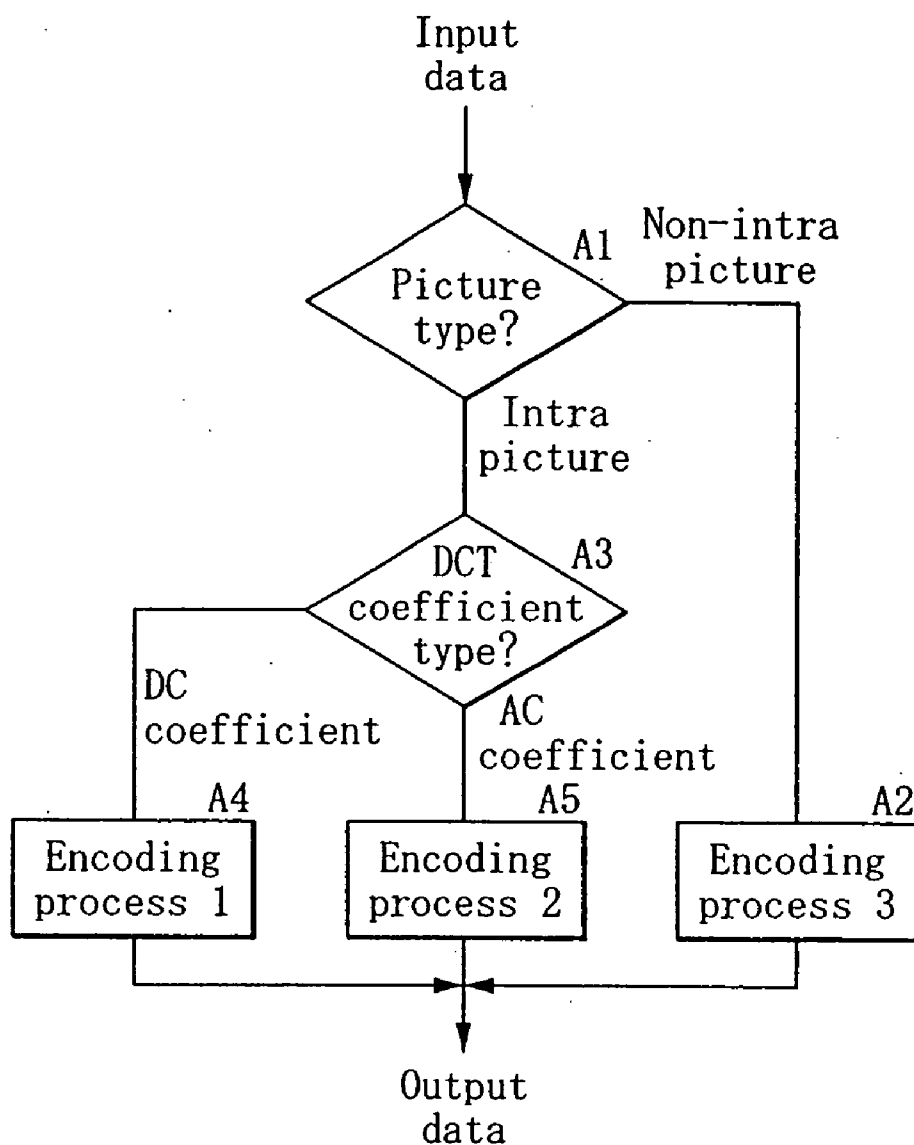 Input
data
A1
Non-intra
picture
Picture
type?
Intra
picture
A3
DCT
coefficient
type?
DC
coefficient
AC
coefficient
A4
A5
A2
Encoding
process 1
Encoding
process 2
Encoding
process 3
Output
data